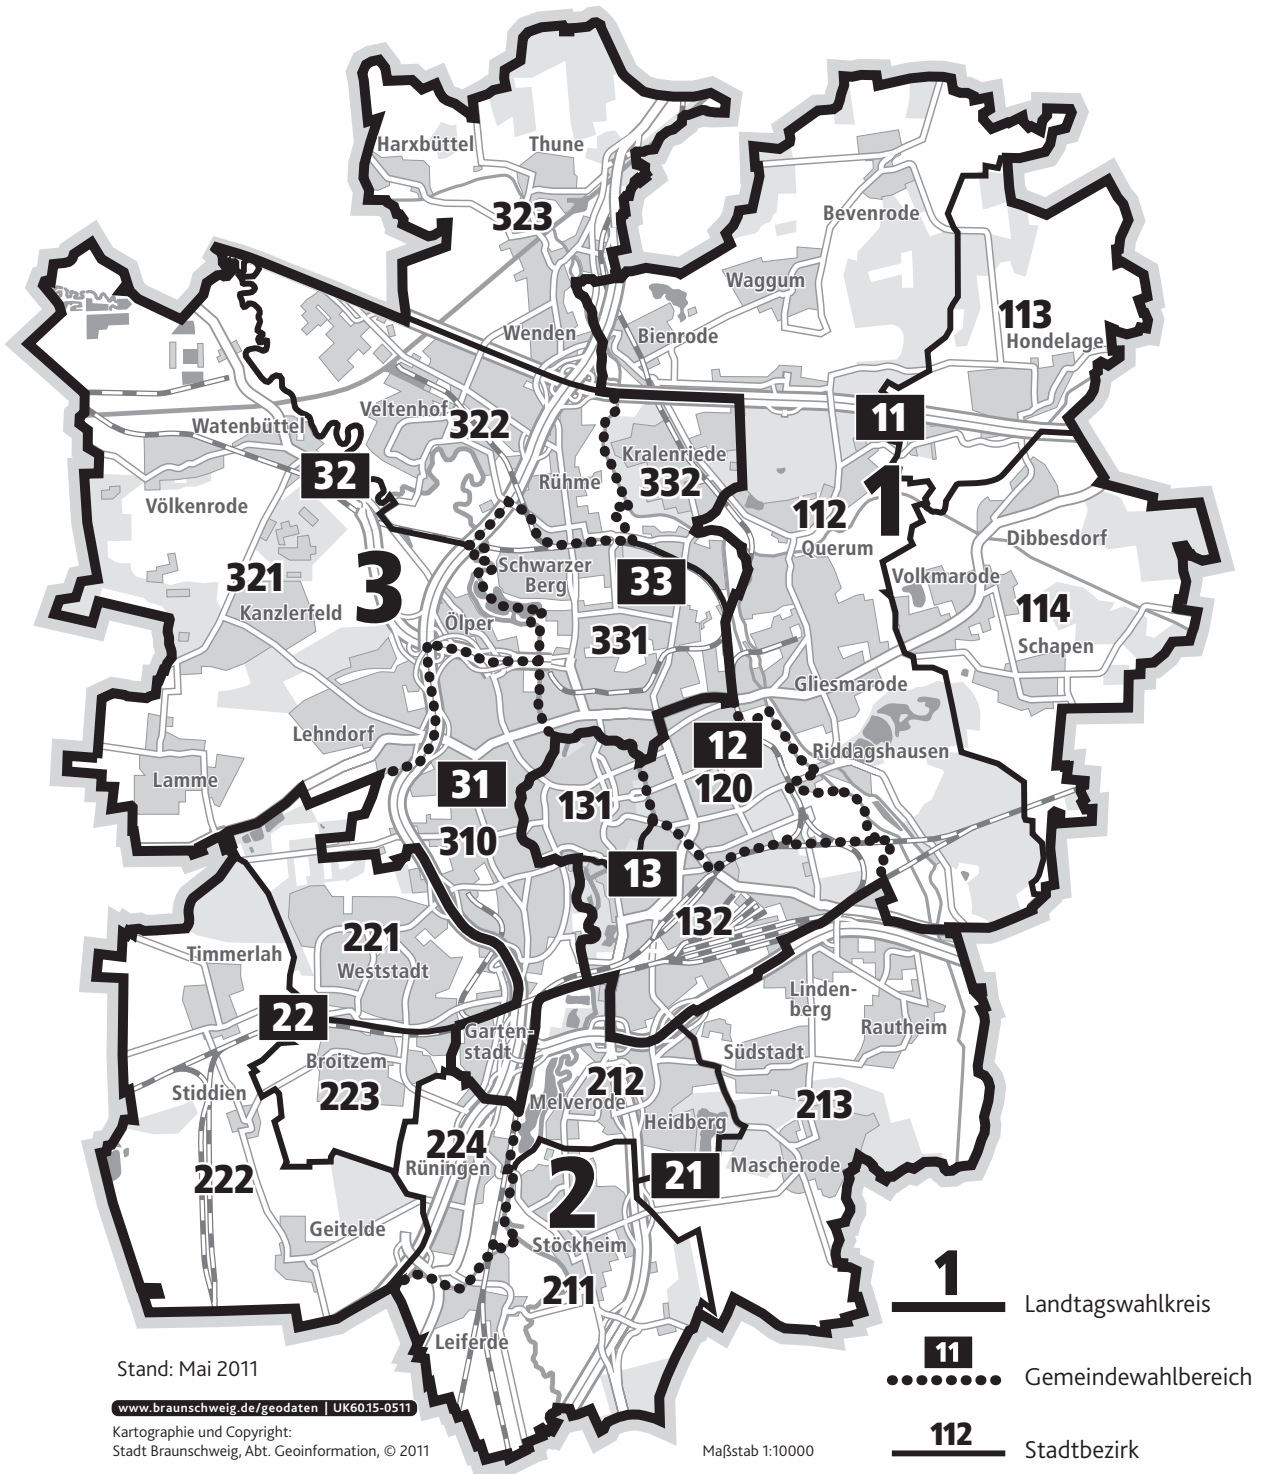 Harxbüttel
Thune
323
Bevenrode
Waggum
113
Hondelage
Wenden
Bienrode
Veltenhof
322
11
1
Watenbüttel
Kralenriede
332
32
Rühme
Völkenrode
112
Querum
Dibbesdorf
321
3
Schwarzer
Berg
33
Volkmarode
114
Kanzlerfeld
Ölper
331
Schapen
Gliesmarode
Lehndorf
12
Riddagshausen
Lamme
31
131
120
310
13
132
221
Timmerlah
Weststadt
Linden-
berg
22
Garten-
stadt
Rautheim
Broitzem
Südstadt
Stiddien
223
212
Melverode
213
Heidberg
224
Rüningen
222
2
21
Mascherode
Geitelde
Stöckheim
211
Leiferde
1
Landtagswahlkreis
11
Gemeindewahlbereich
112
Stadtbezirk
Stand: Mai 2011
www.braunschweig.de/geodaten | UK60.15-0511
Kartographie und Copyright:
Stadt Braunschweig, Abt. Geoinformation, © 2011
Maßstab 1:10000